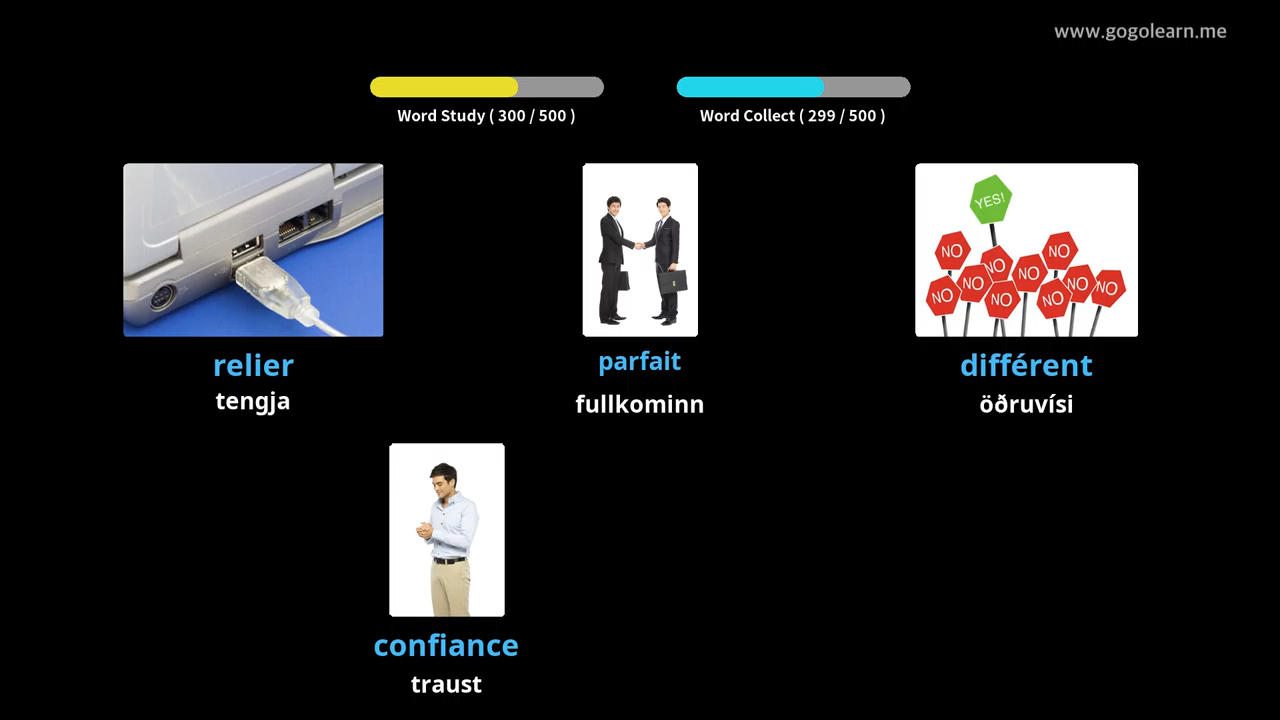 www.gogolearn.me
Word Study ( 300 / 500 )
Word Collect ( 299 / 500 )
YES!
NO
NO
NO
NO
NO
NO
NO
NO
NO
NO
relier
tengja
parfait
fullkominn
différent
öðruvísi
confiance
traust